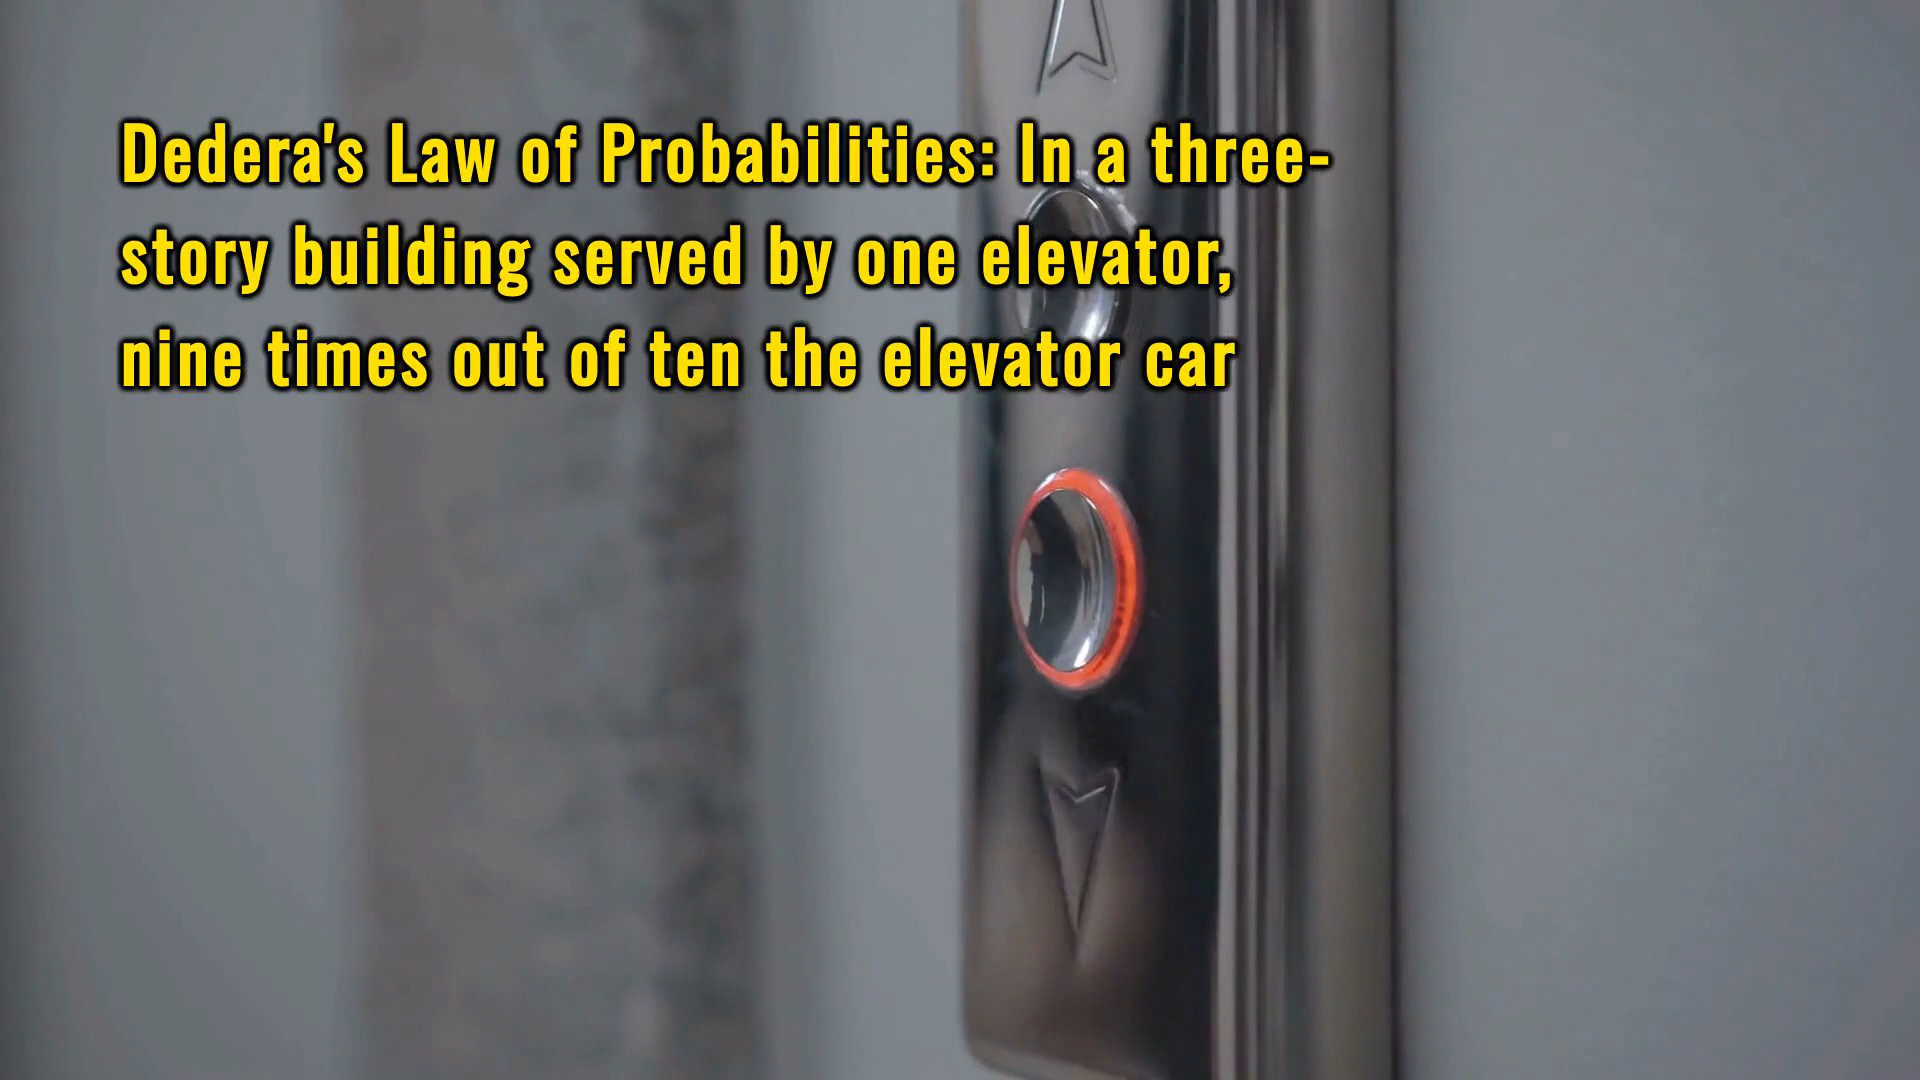 Dedera's Law of Probabilities: In a three-
story building served by one elevator,
nine times out of ten the elevator car